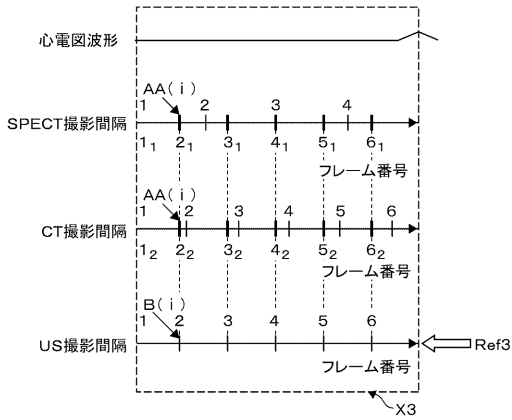 心電図波形
AA(i)
1 2 3 4
SPECT撮影間隔
1₁ 2₁ 3₁ 4₁ 5₁ 6₁
フレーム番号
AA(i)
1 2 3 4 5 6
CT撮影間隔
1₂ 2₂ 3₂ 4₂ 5₂ 6₂
フレーム番号
B(i)
1 2 3 4 5 6
US撮影間隔
Ref3
フレーム番号
X3